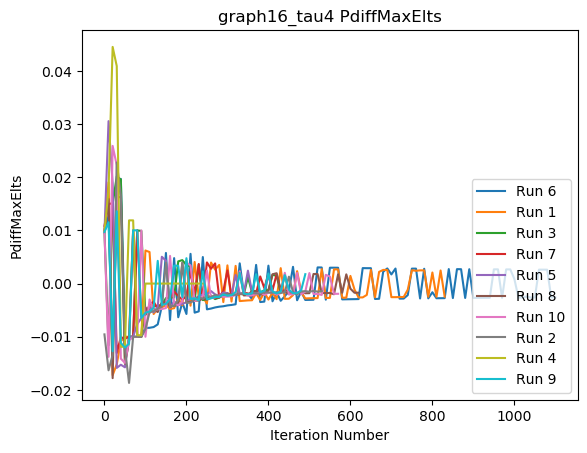 graph16_tau4 PdiffMaxElts
PdiffMaxElts
0.04
0.03
0.02
0.01
0.00
−0.01
−0.02
0
200
400
600
800
1000
Iteration Number
Run 6
Run 1
Run 3
Run 7
Run 5
Run 8
Run 10
Run 2
Run 4
Run 9